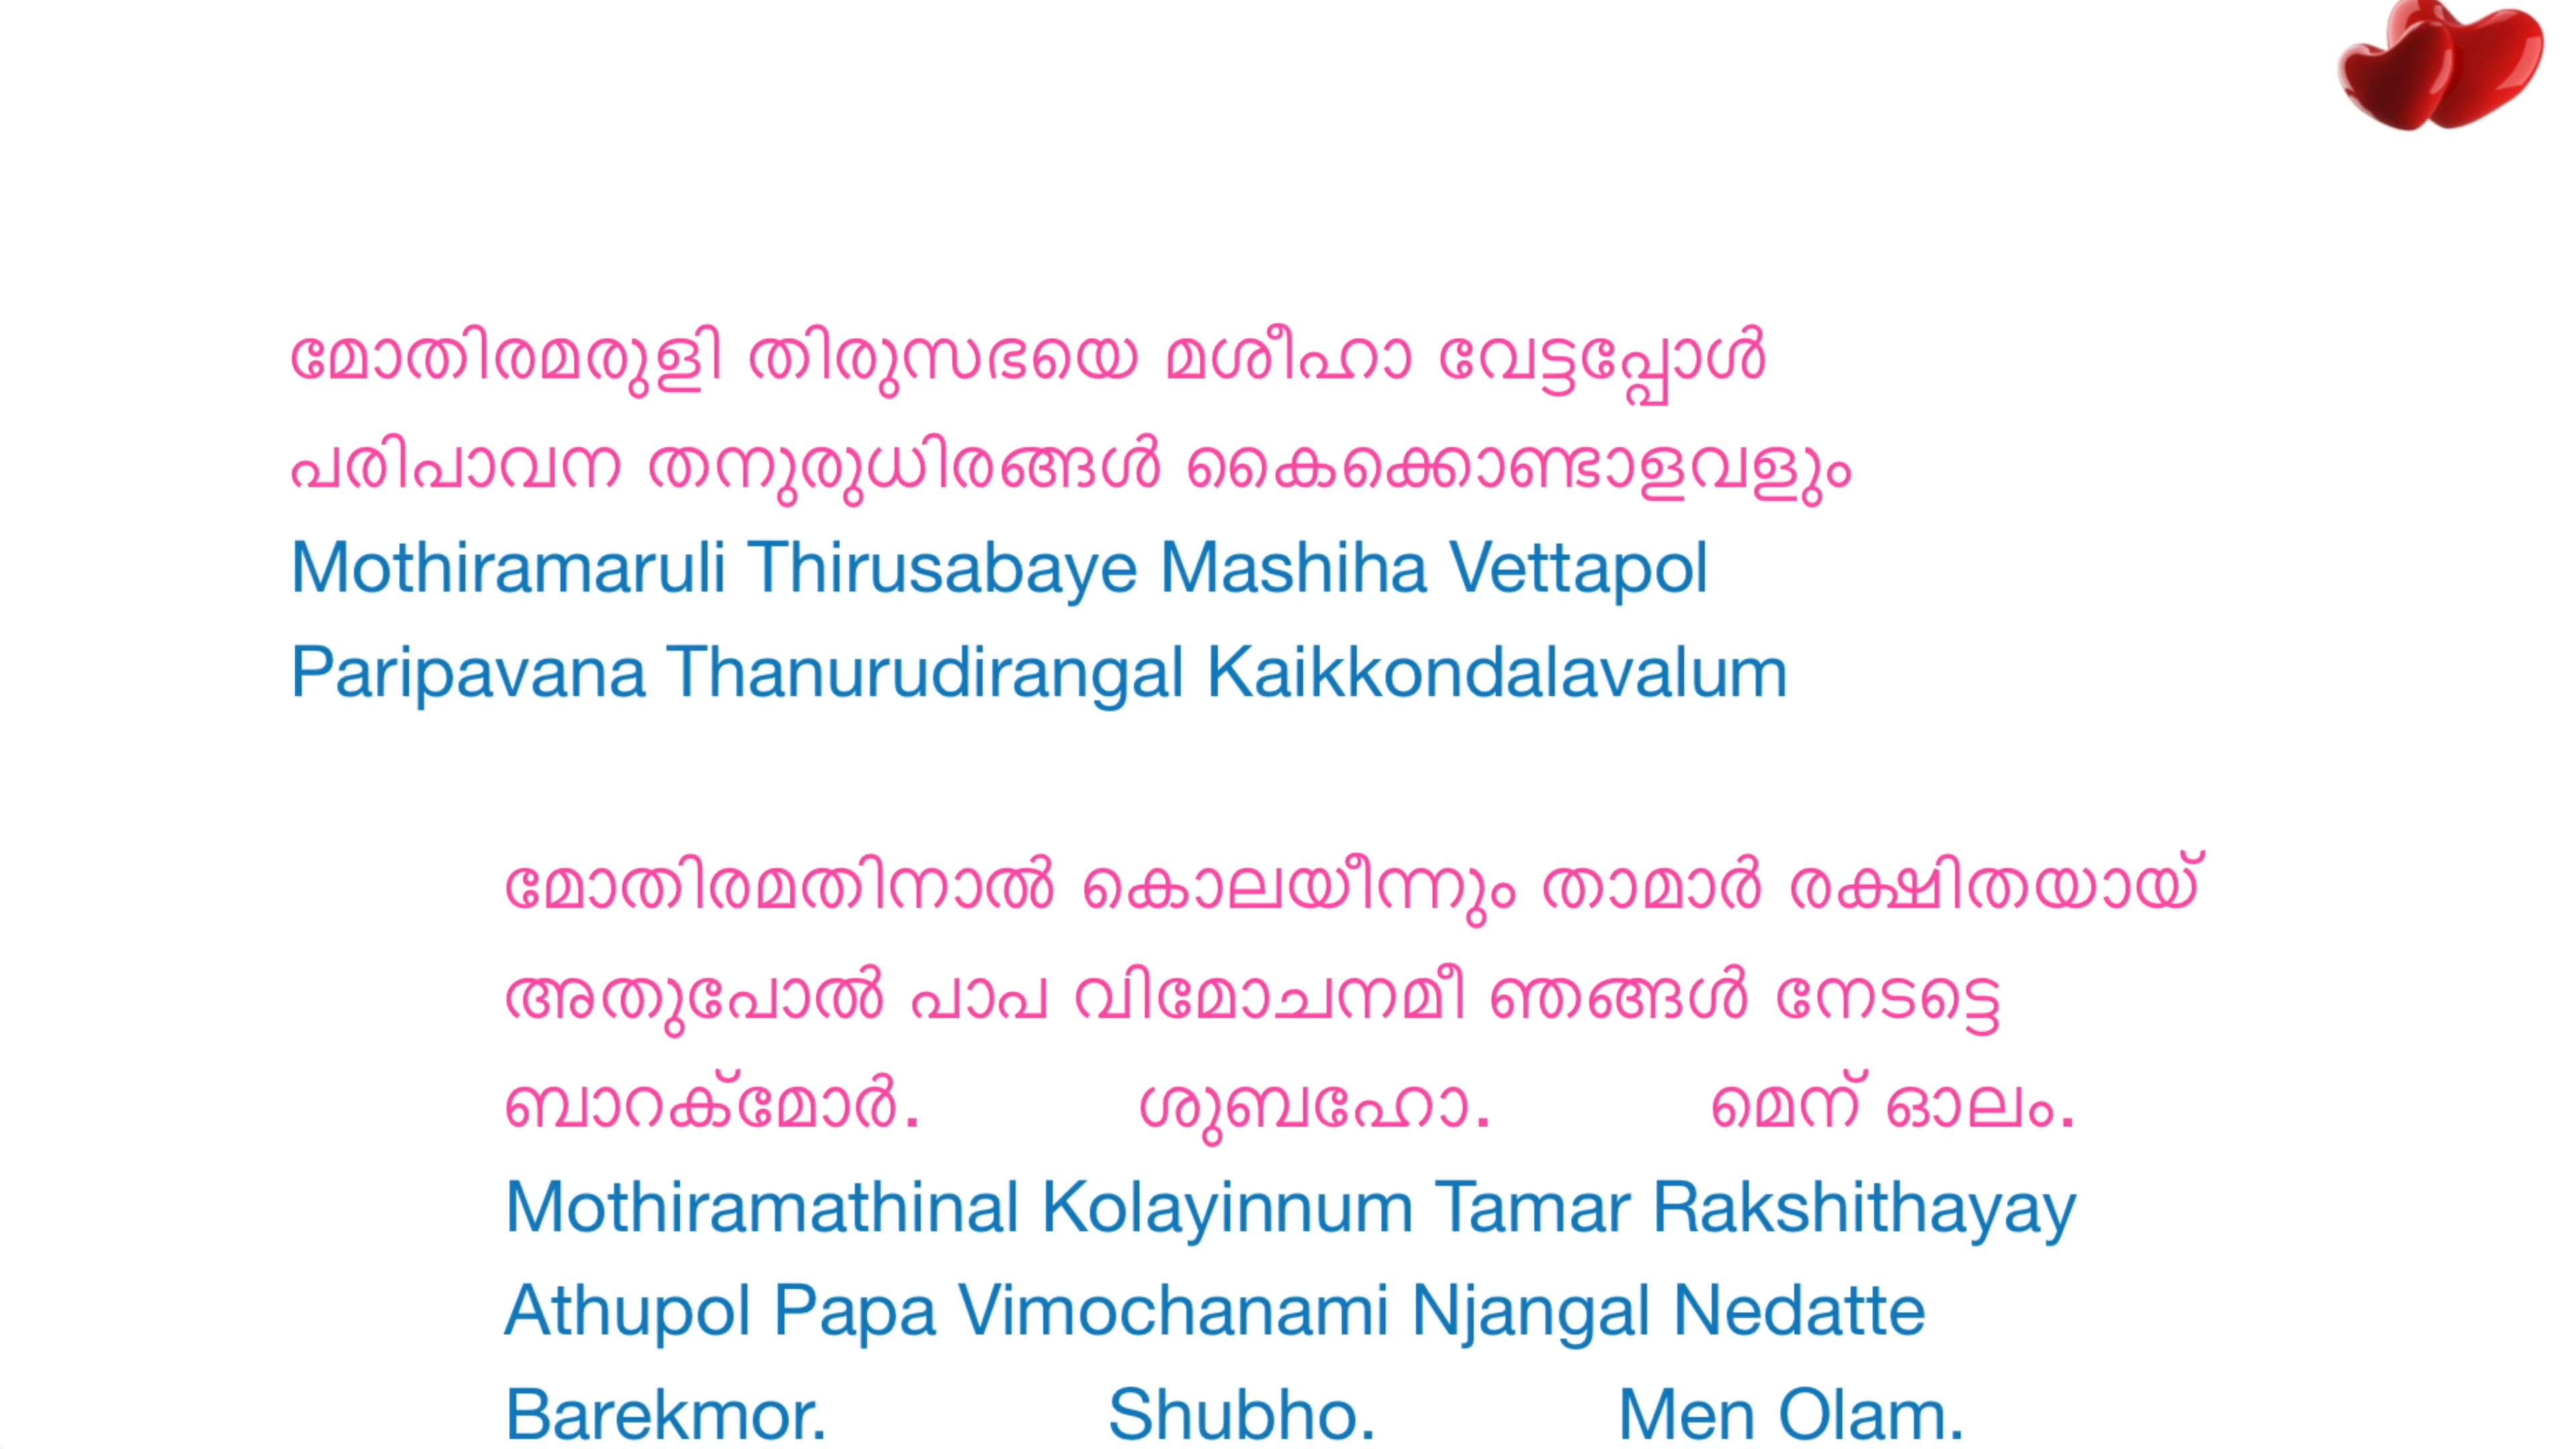 മോതിരമരുളി തിരുസഭയെ മശീഹാ വേട്ടപ്പോൾ
പരിപാവന തനുരുധിരങ്ങൾ കൈക്കൊണ്ടാളവളും
Mothiramaruli Thirusabaye Mashiha Vettapol
Paripavana Thanurudirangal Kaikkondalavalum
മോതിരമതിനാൽ കൊലയീന്നും താമാർ രക്ഷിതയായ്
അതുപോൽ പാപ വിമോചനമീ ഞങ്ങൾ നേടട്ടെ
ബാറക്മോർ. ശുബഹോ. മെന് ഓലം.
Mothiramathinal Kolayinnum Tamar Rakshithayay
Athupol Papa Vimochanami Njangal Nedatte
Barekmor. Shubho. Men Olam.